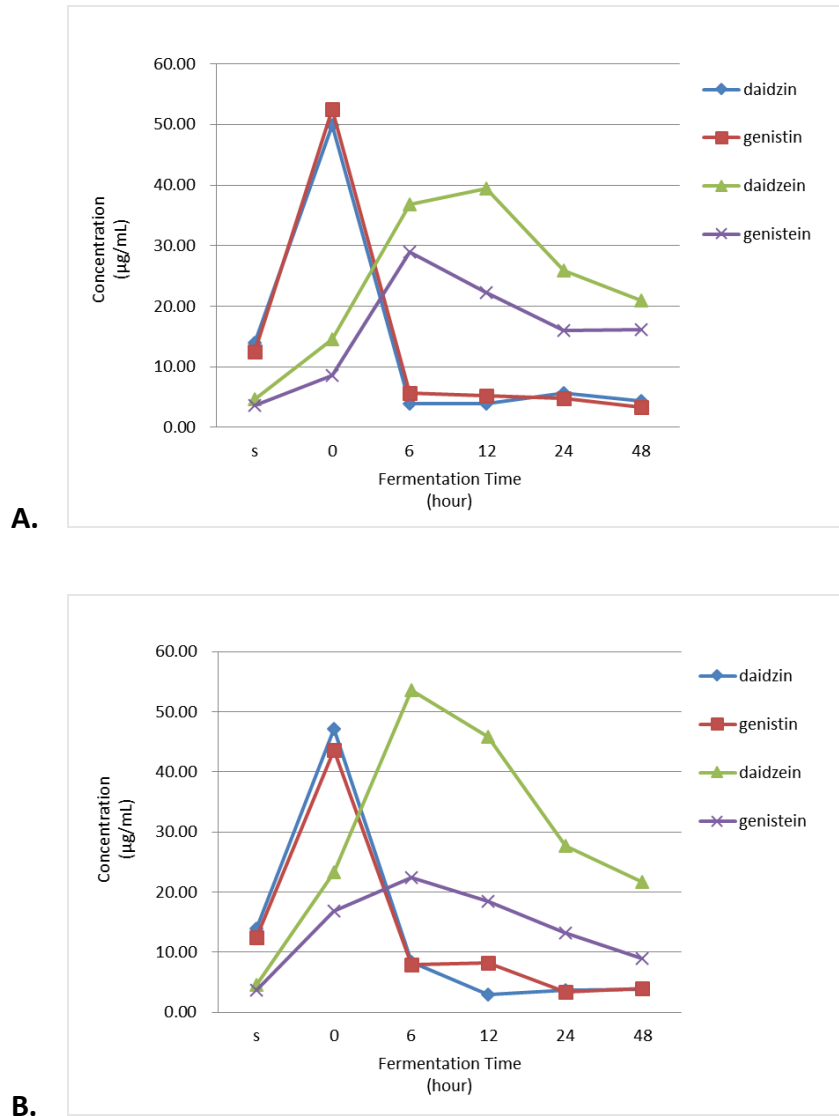 60.00
50.00
40.00
30.00
20.00
10.00
0.00
Concentration
(µg/mL)
s 0 6 12 24 48
Fermentation Time
(hour)
daidzin
genistin
daidzein
genistein
A.
60.00
50.00
40.00
30.00
20.00
10.00
0.00
Concentration
(µg/mL)
s 0 6 12 24 48
Fermentation Time
(hour)
daidzin
genistin
daidzein
genistein
B.